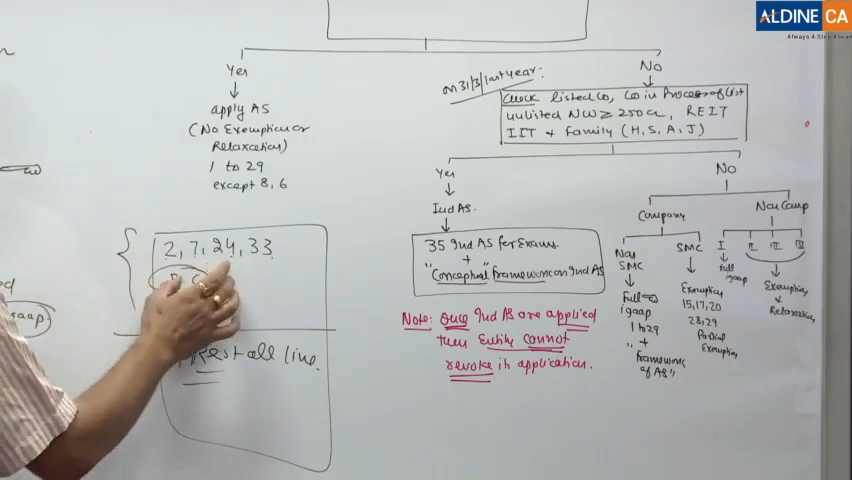 ALDINE CA
Always A Step Ahead
Yes
apply AS
(No Exemption or
Relaxation)
1 to 29
except 8, 6
No
on 31/3/last year:
Check listed Co, Co in Process of List
unlisted NW ≥ 250 cr, REIT
IIT + Family (H, S, A, J)
Yes
Ind AS.
35 Ind AS for Exams
+
"Conceptual Framework on Ind AS
No
Company
Non Comp
Non
SMC
Full
igaap
1 to 29
" +
Framework
of AS"
SMC
Exemption
15, 17, 20
28, 29
Partial
Exemption
I
Full
igaap
II III IV
Exemption
+
Relaxation
Note: Once Ind AS are applied
then Entity cannot
revoke it application.
2, 7, 24, 33
Rest all live.
gaap